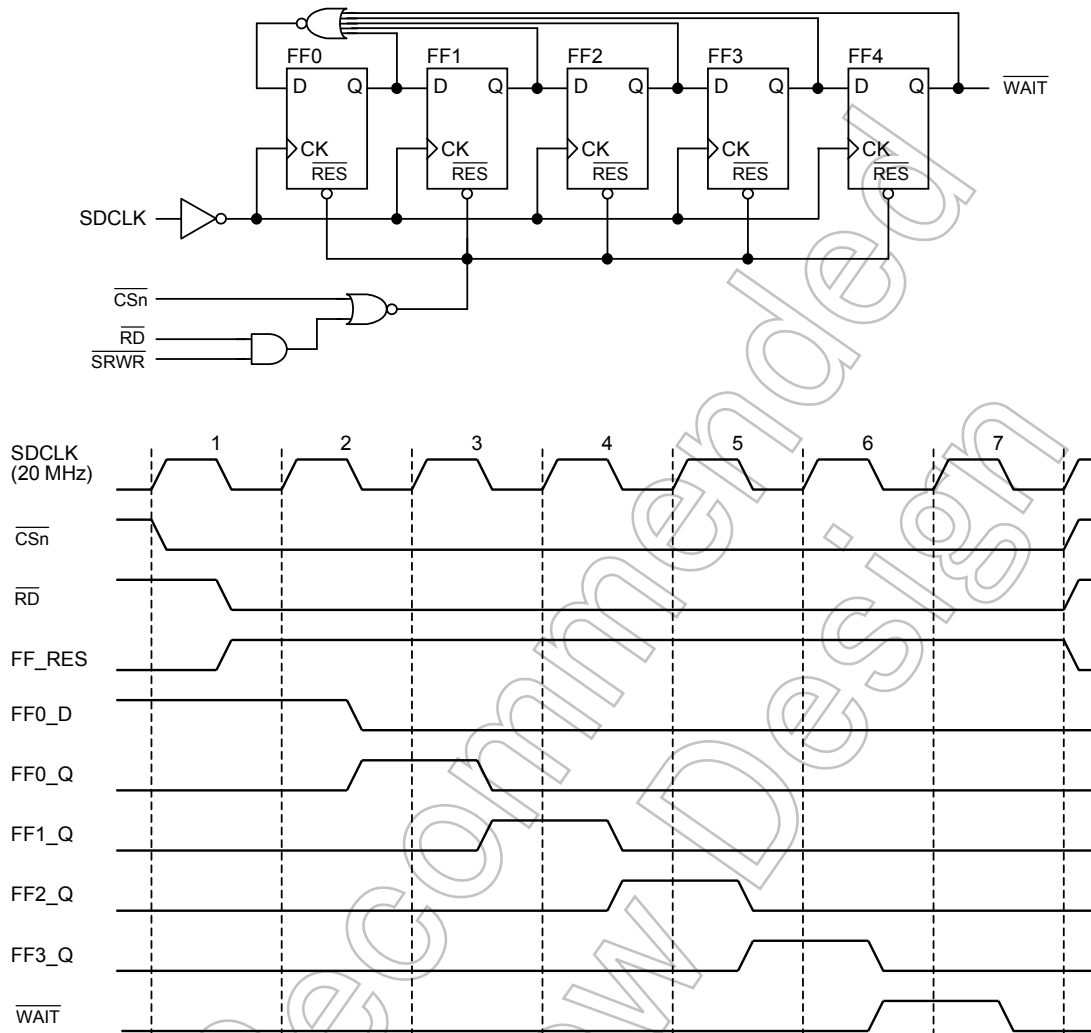 FF0 FF1 FF2 FF3 FF4
D Q D Q D Q D Q D Q WAIT
CK CK CK CK CK
RES RES RES RES RES
SDCLK
CSn
RD
SRWR
1 2 3 4 5 6 7
SDCLK
(20 MHz)
CSn
RD
FF_RES
FF0_D
FF0_Q
FF1_Q
FF2_Q
FF3_Q
WAIT
ecommended
w Design